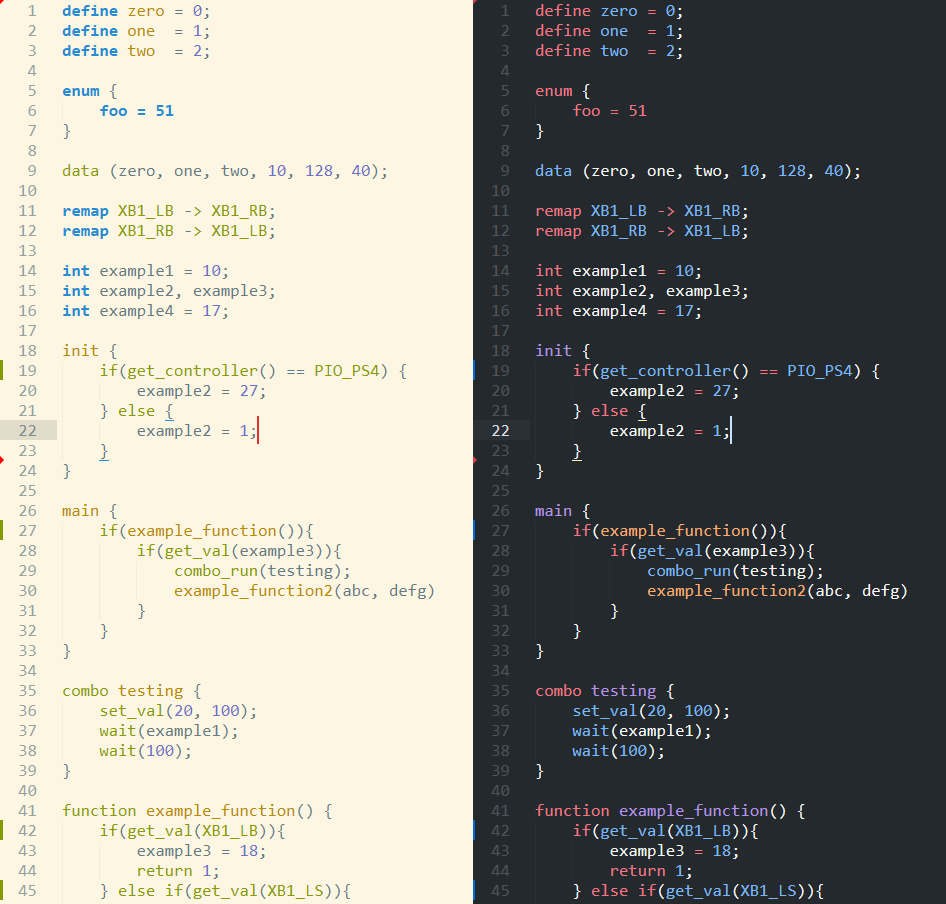 1 define zero = 0;
2 define one  = 1;
3 define two  = 2;
4
5 enum {
6     foo = 51
7 }
8
9 data (zero, one, two, 10, 128, 40);
10
11 remap XB1_LB -> XB1_RB;
12 remap XB1_RB -> XB1_LB;
13
14 int example1 = 10;
15 int example2, example3;
16 int example4 = 17;
17
18 init {
19     if(get_controller() == PIO_PS4) {
20         example2 = 27;
21     } else {
22         example2 = 1;
23     }
24 }
25
26 main {
27     if(example_function()){
28         if(get_val(example3)){
29             combo_run(testing);
30             example_function2(abc, defg)
31         }
32     }
33 }
34
35 combo testing {
36     set_val(20, 100);
37     wait(example1);
38     wait(100);
39 }
40
41 function example_function() {
42     if(get_val(XB1_LB)){
43         example3 = 18;
44         return 1;
45     } else if(get_val(XB1_LS)){
1 define zero = 0;
2 define one  = 1;
3 define two  = 2;
4
5 enum {
6     foo = 51
7 }
8
9 data (zero, one, two, 10, 128, 40);
10
11 remap XB1_LB -> XB1_RB;
12 remap XB1_RB -> XB1_LB;
13
14 int example1 = 10;
15 int example2, example3;
16 int example4 = 17;
17
18 init {
19     if(get_controller() == PIO_PS4) {
20         example2 = 27;
21     } else {
22         example2 = 1;
23     }
24 }
25
26 main {
27     if(example_function()){
28         if(get_val(example3)){
29             combo_run(testing);
30             example_function2(abc, defg)
31         }
32     }
33 }
34
35 combo testing {
36     set_val(20, 100);
37     wait(example1);
38     wait(100);
39 }
40
41 function example_function() {
42     if(get_val(XB1_LB)){
43         example3 = 18;
44         return 1;
45     } else if(get_val(XB1_LS)){